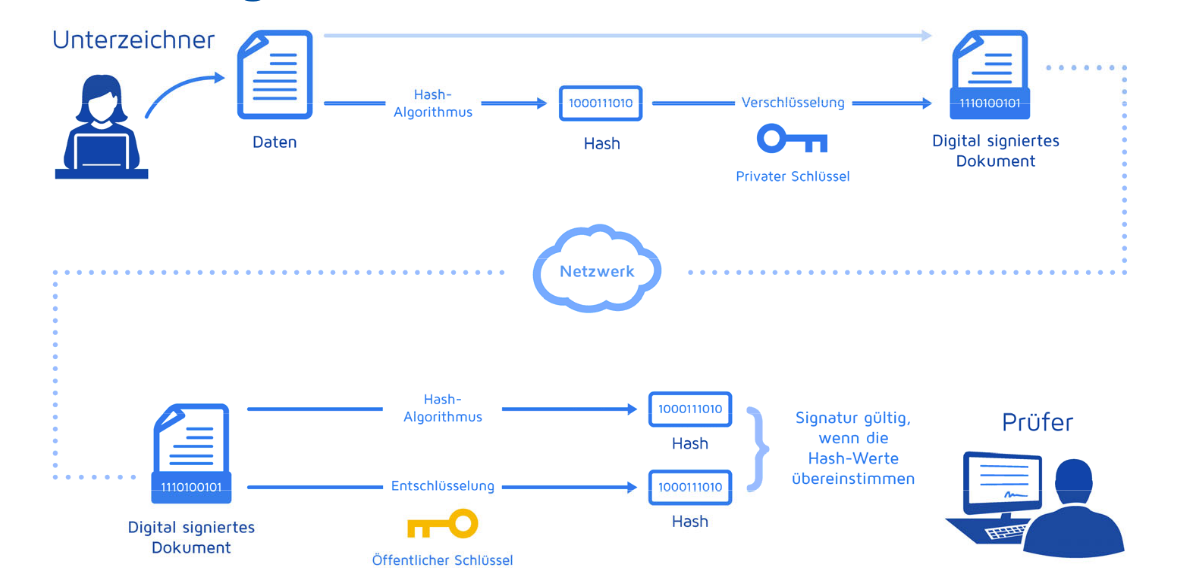 Unterzeichner
Hash-
Algorithmus
1000111010
Verschlüsselung
1110100101
Daten
Hash
Privater Schlüssel
Digital signiertes
Dokument
Netzwerk
Hash-
Algorithmus
1000111010
Hash
Signatur gültig,
wenn die
Hash-Werte
übereinstimmen
Prüfer
1110100101
Entschlüsselung
1000111010
Hash
Digital signiertes
Dokument
Öffentlicher Schlüssel